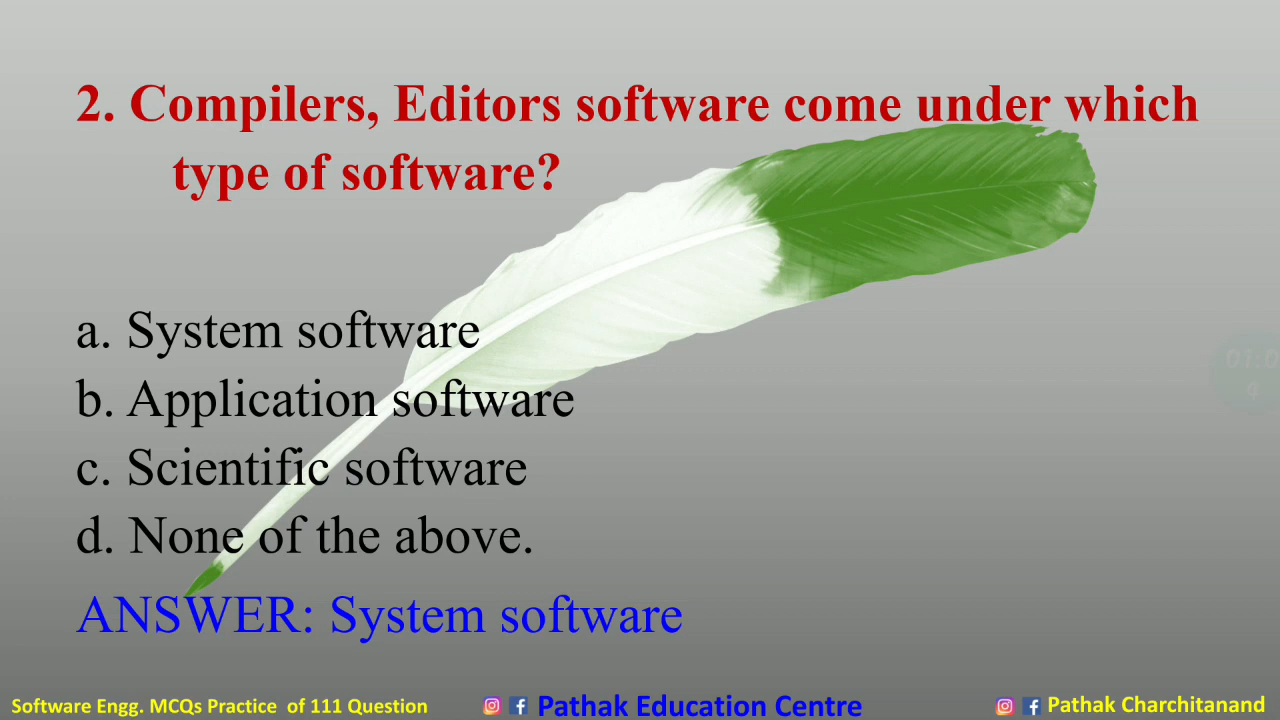 2. Compilers, Editors software come under which
type of software?
a. System software
b. Application software
c. Scientific software
d. None of the above.
ANSWER: System software
Software Engg. MCQs Practice of 111 Question
Pathak Education Centre
Pathak Charchitanand